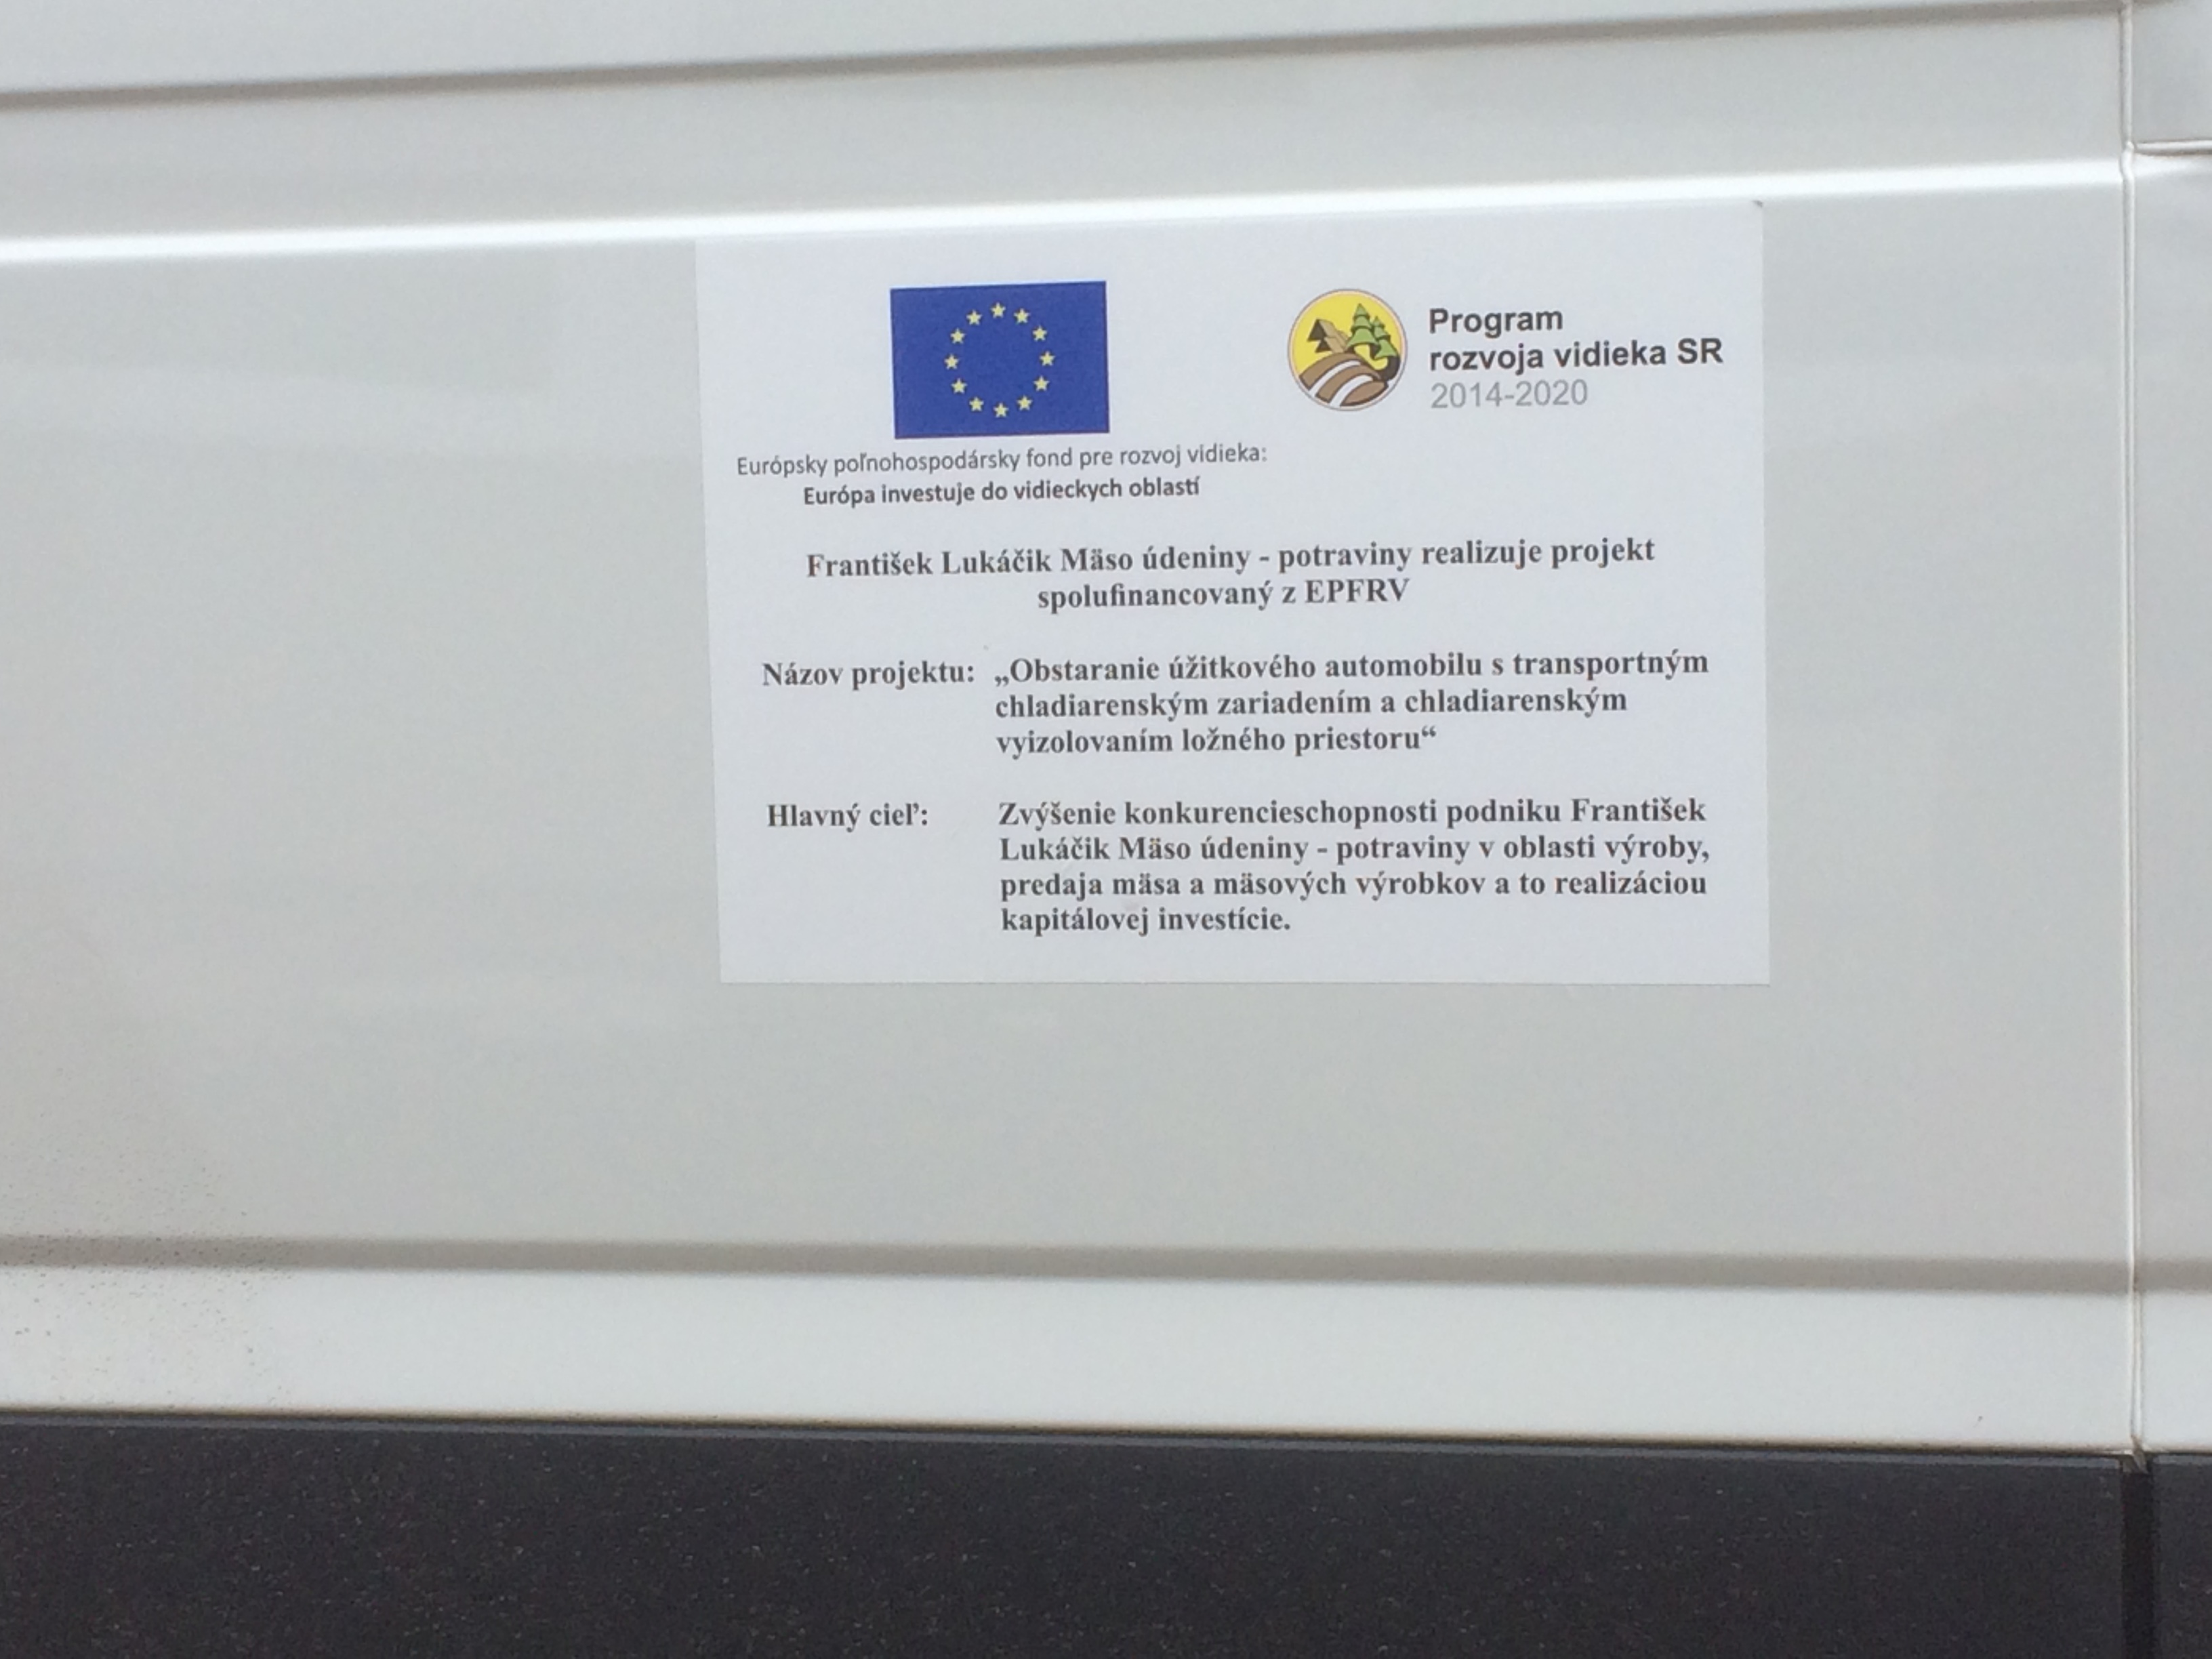 Program
rozvoja vidieka SR
2014-2020
Európsky poľnohospodársky fond pre rozvoj vidieka:
Európa investuje do vidieckych oblastí
František Lukáčik Mäso údeniny - potraviny realizuje projekt
spolufinancovaný z EPFRV
Názov projektu: „Obstaranie úžitkového automobilu s transportným
chladiarenským zariadením a chladiarenským
vyizolovaním ložného priestoru“
Hlavný cieľ: Zvýšenie konkurencieschopnosti podniku František
Lukáčik Mäso údeniny - potraviny v oblasti výroby,
predaja mäsa a mäsových výrobkov a to realizáciou
kapitálovej investície.